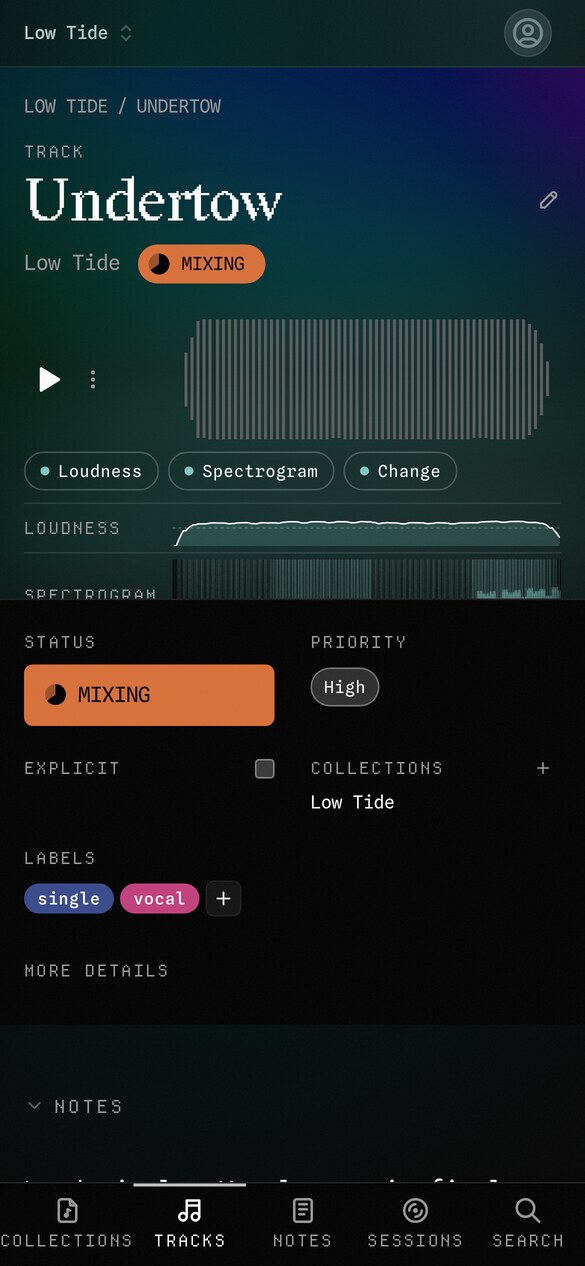 Low Tide
LOW TIDE / UNDERTOW
TRACK
Undertow
Low Tide MIXING
Loudness Spectrogram Change
LOUDNESS
SPECTROGRAM
STATUS PRIORITY
MIXING High
EXPLICIT COLLECTIONS +
Low Tide
LABELS
single vocal +
MORE DETAILS
NOTES
COLLECTIONS TRACKS NOTES SESSIONS SEARCH